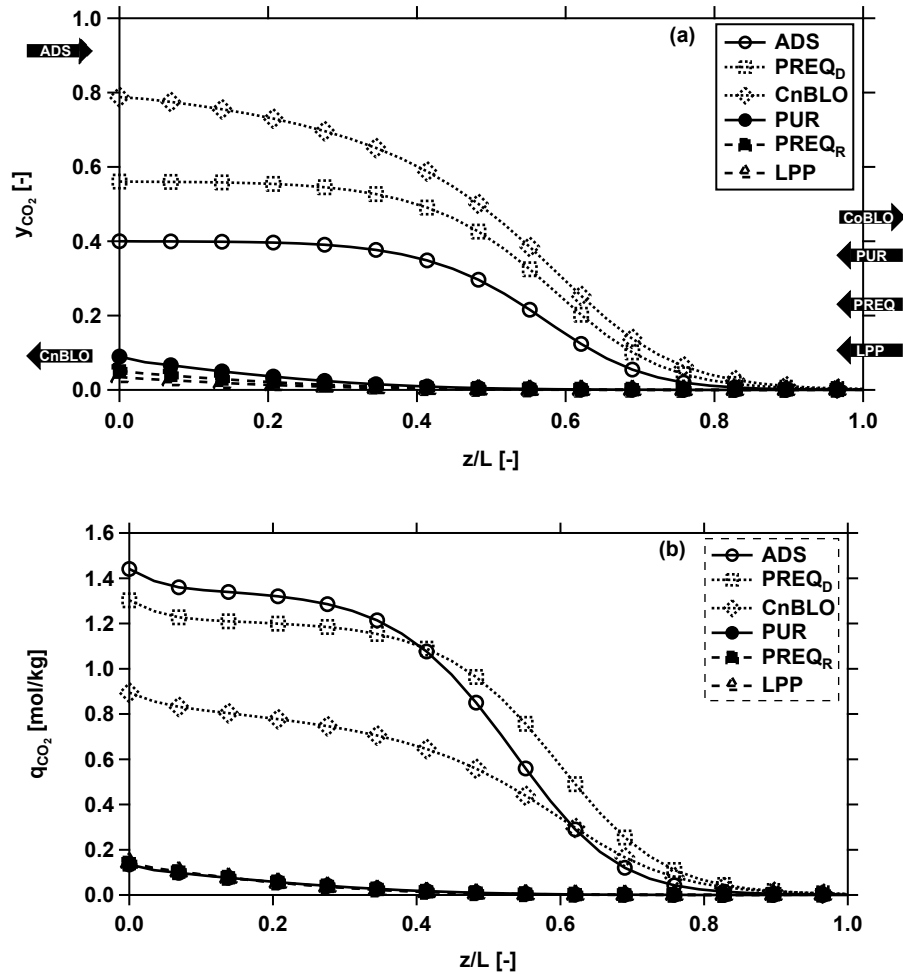 1.0
(a)
ADS
ADS
PREQD
CnBLO
PUR
PREQR
LPP
0.8
0.6
yCO2 [-]
CoBLO
0.4
PUR
PREQ
0.2
CnBLO
LPP
0.0
0.0 0.2 0.4 0.6 0.8 1.0
z/L [-]
1.6
(b)
ADS
PREQD
CnBLO
PUR
PREQR
LPP
1.4
1.2
1.0
qCO2 [mol/kg]
0.8
0.6
0.4
0.2
0.0
0.0 0.2 0.4 0.6 0.8 1.0
z/L [-]